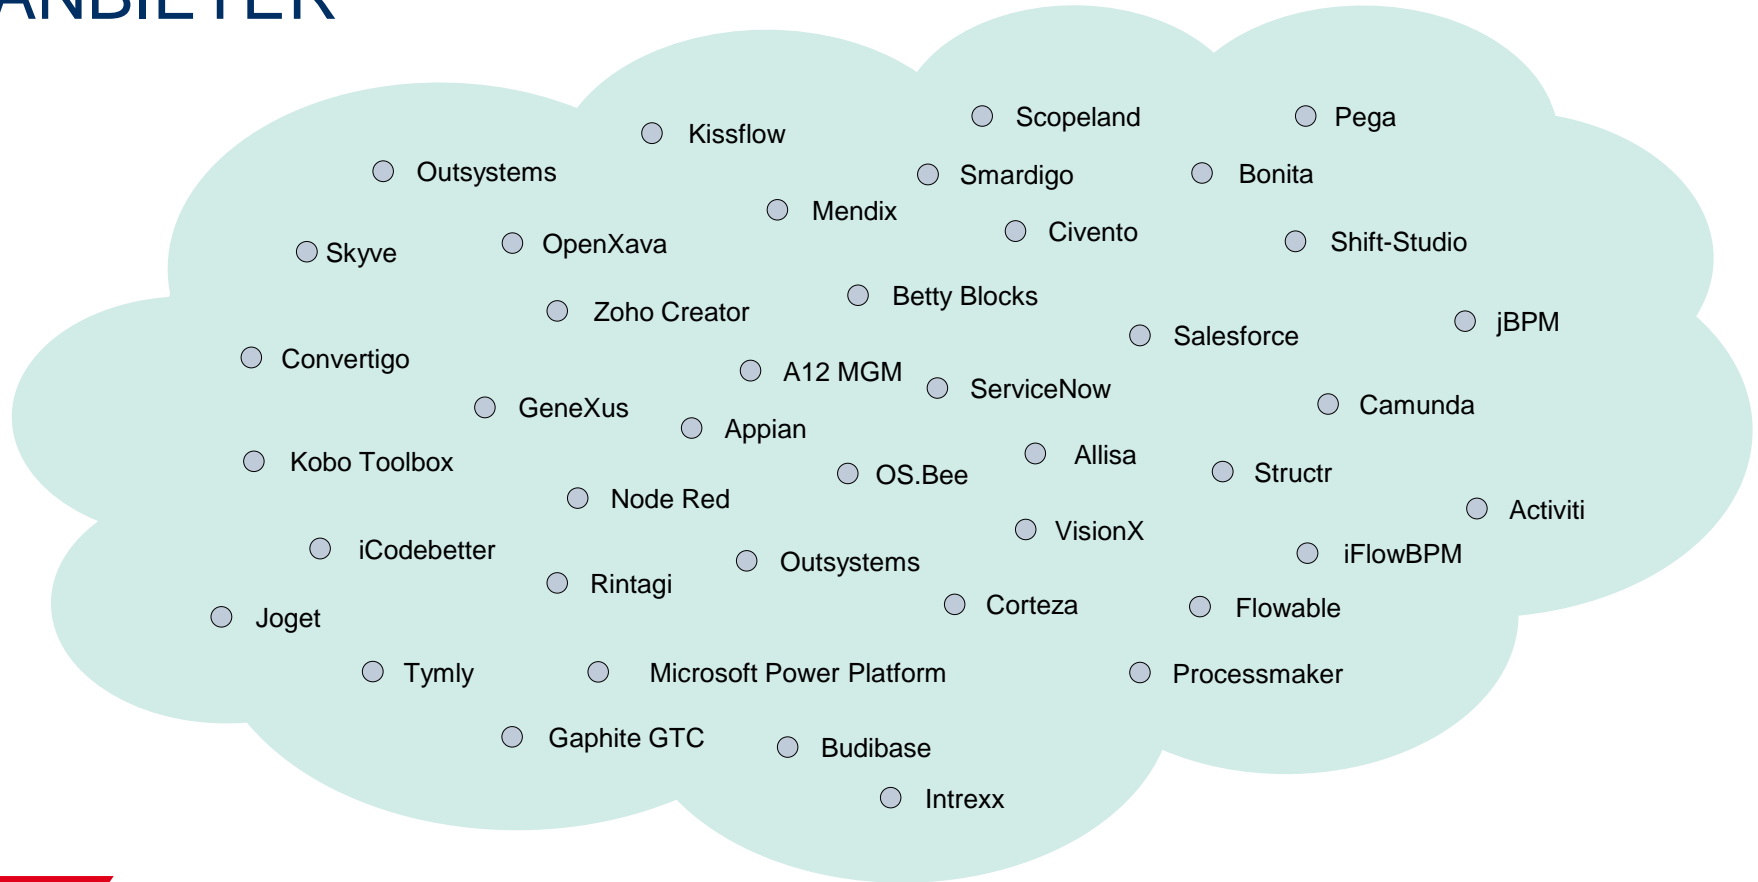 ANBIETER
Scopeland
Pega
Kissflow
Outsystems
Smardigo
Bonita
Mendix
Civento
Shift-Studio
OpenXava
Skyve
Betty Blocks
Zoho Creator
jBPM
Salesforce
Convertigo
A12 MGM
ServiceNow
GeneXus
Camunda
Appian
Allisa
Kobo Toolbox
OS.Bee
Structr
Node Red
Activiti
VisionX
iCodebetter
iFlowBPM
Outsystems
Rintagi
Corteza
Flowable
Joget
Tymly
Microsoft Power Platform
Processmaker
Gaphite GTC
Budibase
Intrexx